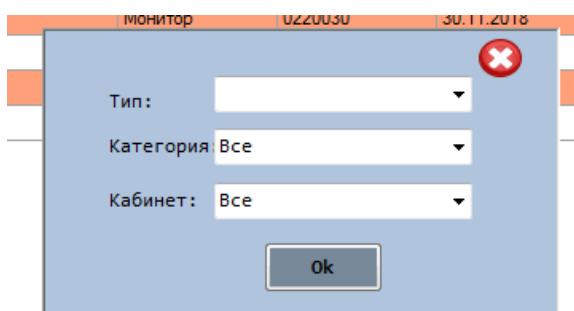 Монитор 0220030 30.11.2018
Тип:
Категория: Все
Кабинет: Все
Ok